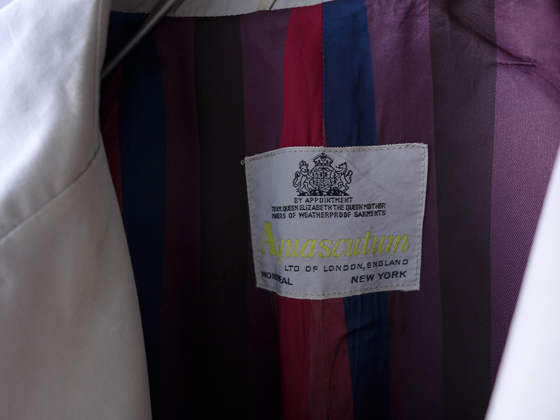 BY APPOINTMENT
TO H.M. QUEEN ELIZABETH THE QUEEN MOTHER
MAKERS OF WEATHERPROOF GARMENTS
Aquascutum
LTD OF LONDON, ENGLAND
MONTREAL NEW YORK